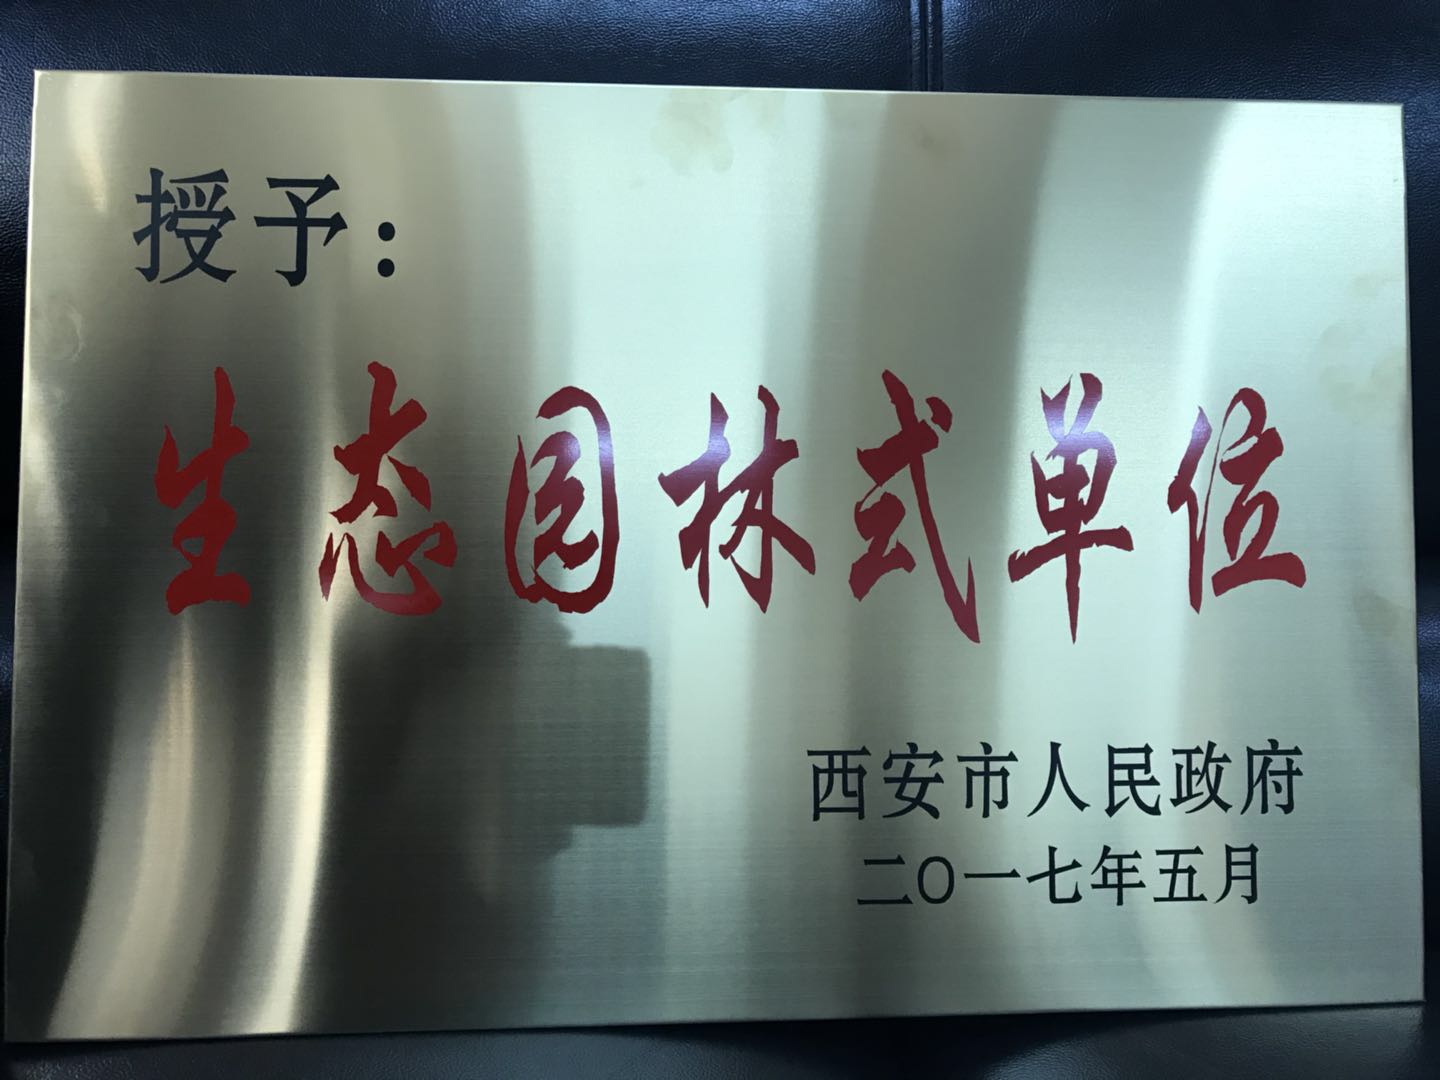 授予：
生态园林式单位
西安市人民政府
二〇一七年五月